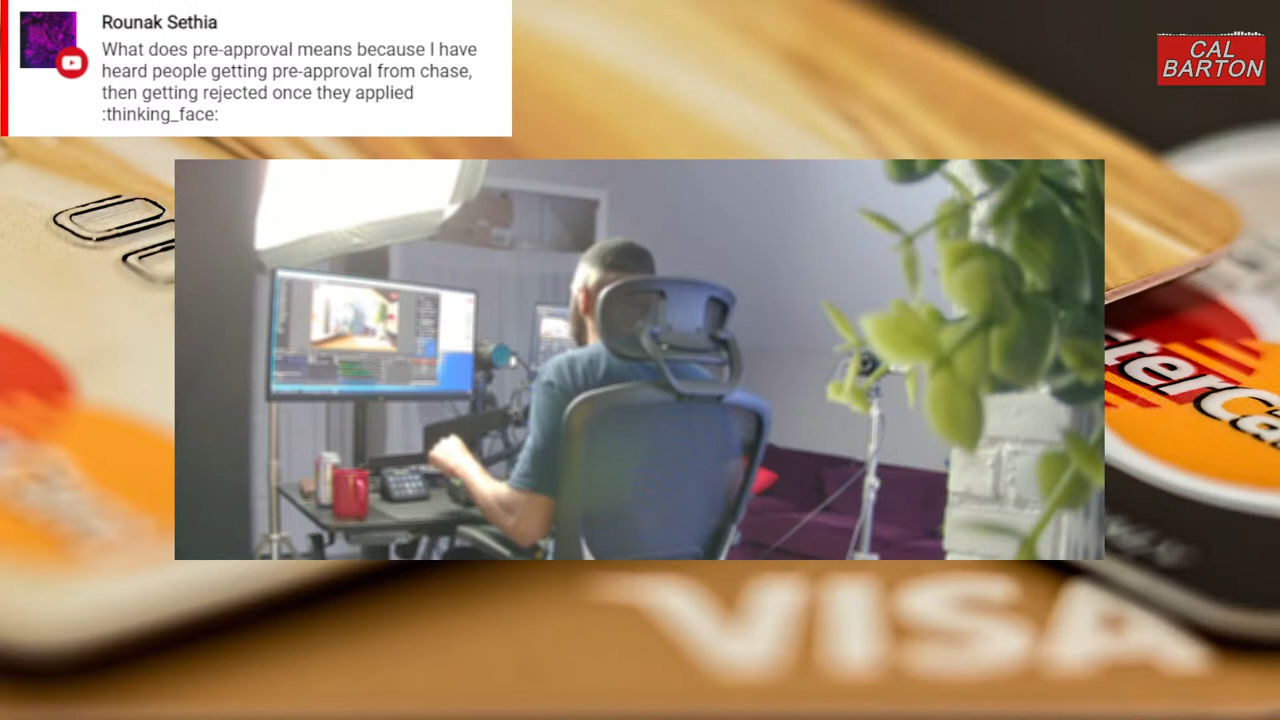 Rounak Sethia
What does pre-approval means because I have
heard people getting pre-approval from chase,
then getting rejected once they applied
:thinking_face:
CAL
BARTON
VISA